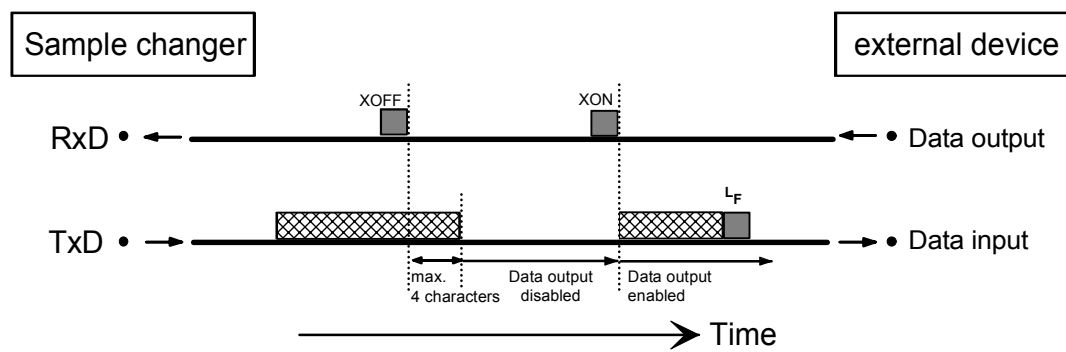 Sample changer
external device
XOFF
XON
RxD
Data output
LF
TxD
Data input
max.
4 characters
Data output
disabled
Data output
enabled
Time